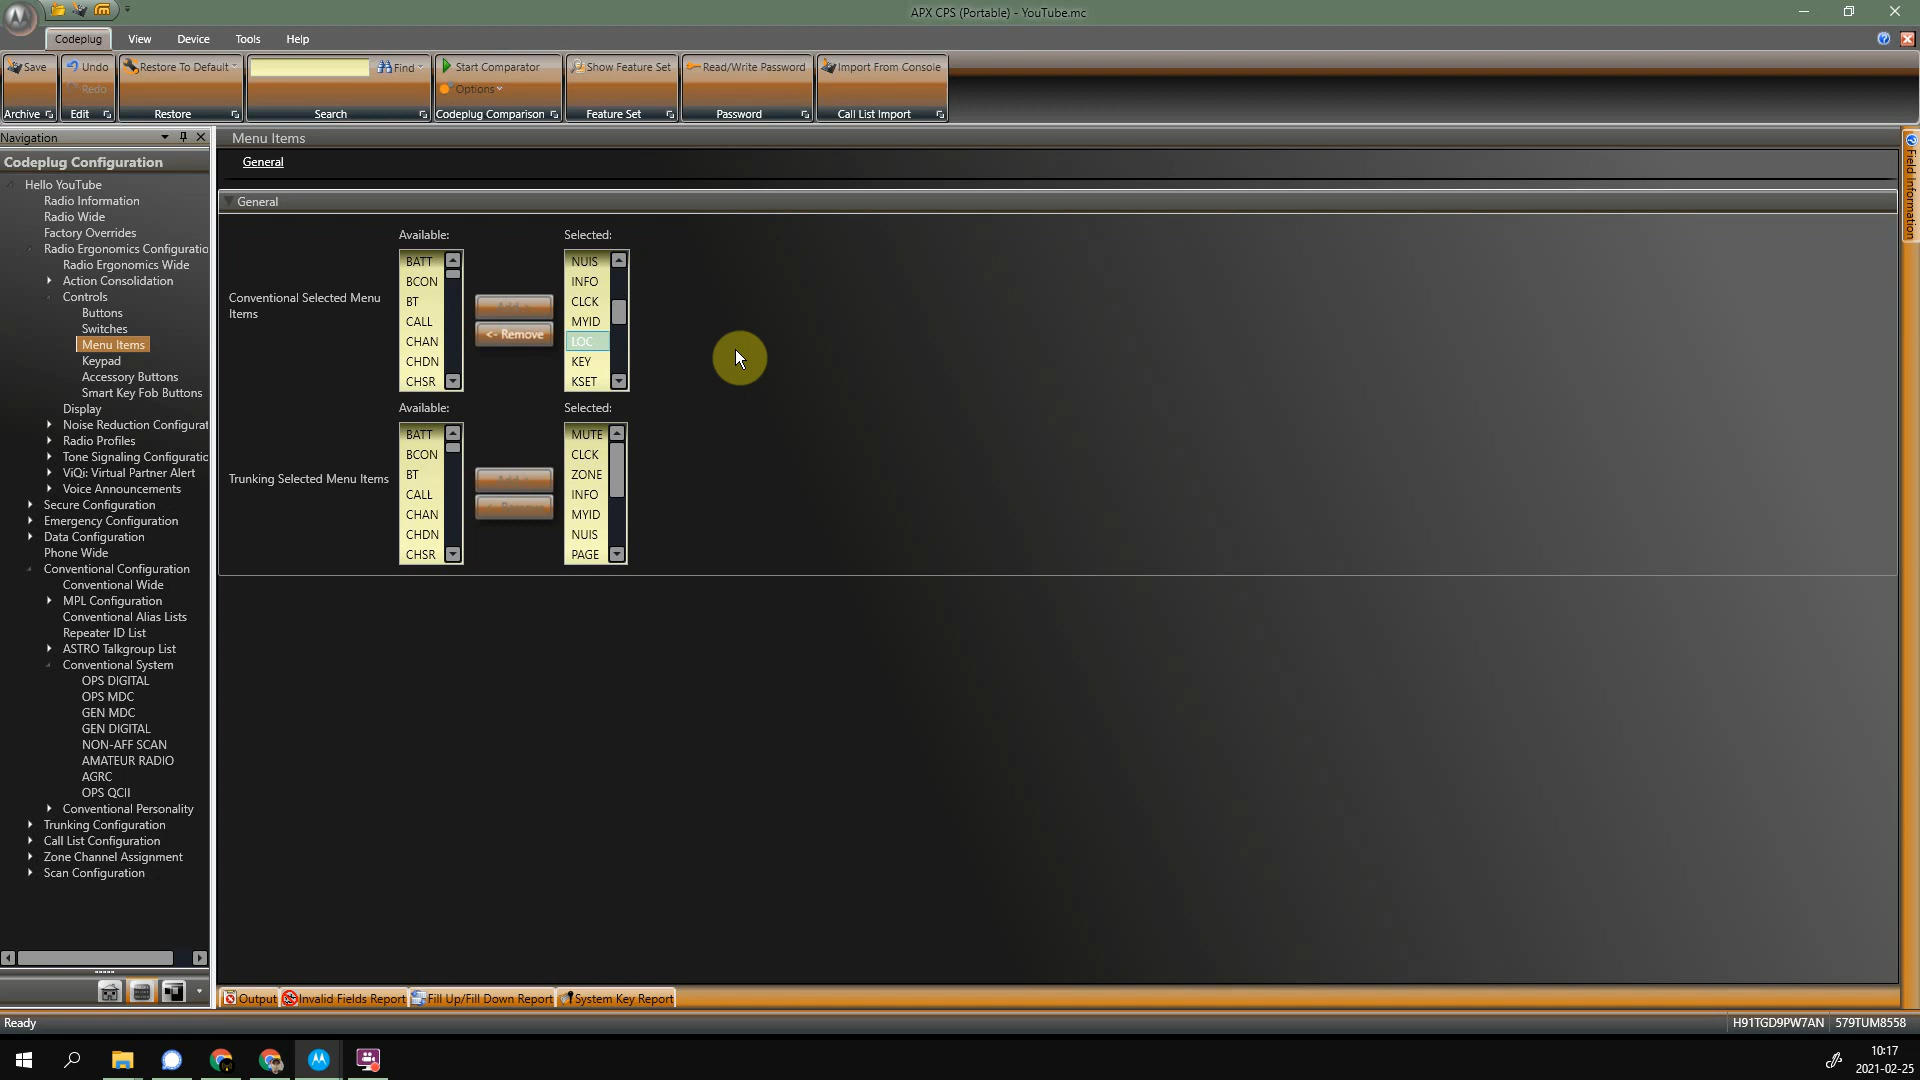 APX CPS (Portable) - YouTube.mc
Codeplug View Device Tools Help
Save Undo Restore To Default Find Start Comparator Show Feature Set Read/Write Password Import From Console
Redo Options
Archive Edit Restore Search Codeplug Comparison Feature Set Password Call List Import
Navigation
Codeplug Configuration
Hello YouTube
Radio Information
Radio Wide
Factory Overrides
Radio Ergonomics Configuratio
Radio Ergonomics Wide
Action Consolidation
Controls
Buttons
Switches
Menu Items
Keypad
Accessory Buttons
Smart Key Fob Buttons
Display
Noise Reduction Configurat
Radio Profiles
Tone Signaling Configuratic
ViQi: Virtual Partner Alert
Voice Announcements
Secure Configuration
Emergency Configuration
Data Configuration
Phone Wide
Conventional Configuration
Conventional Wide
MPL Configuration
Conventional Alias Lists
Repeater ID List
ASTRO Talkgroup List
Conventional System
OPS DIGITAL
OPS MDC
GEN MDC
GEN DIGITAL
NON-AFF SCAN
AMATEUR RADIO
AGRC
OPS QCII
Conventional Personality
Trunking Configuration
Call List Configuration
Zone Channel Assignment
Scan Configuration
Menu Items
General
General
Conventional Selected Menu
Items
Available:
BATT
BCON
BT
CALL
CHAN
CHDN
CHSR
Add ->
<- Remove
Selected:
NUIS
INFO
CLCK
MYID
LOC
KEY
KSET
Trunking Selected Menu Items
Available:
BATT
BCON
BT
CALL
CHAN
CHDN
CHSR
Add ->
<- Remove
Selected:
MUTE
CLCK
ZONE
INFO
MYID
NUIS
PAGE
Field Information
Output Invalid Fields Report Fill Up/Fill Down Report System Key Report
Ready
H91TGD9PW7AN 579TUM8558
10:17
2021-02-25